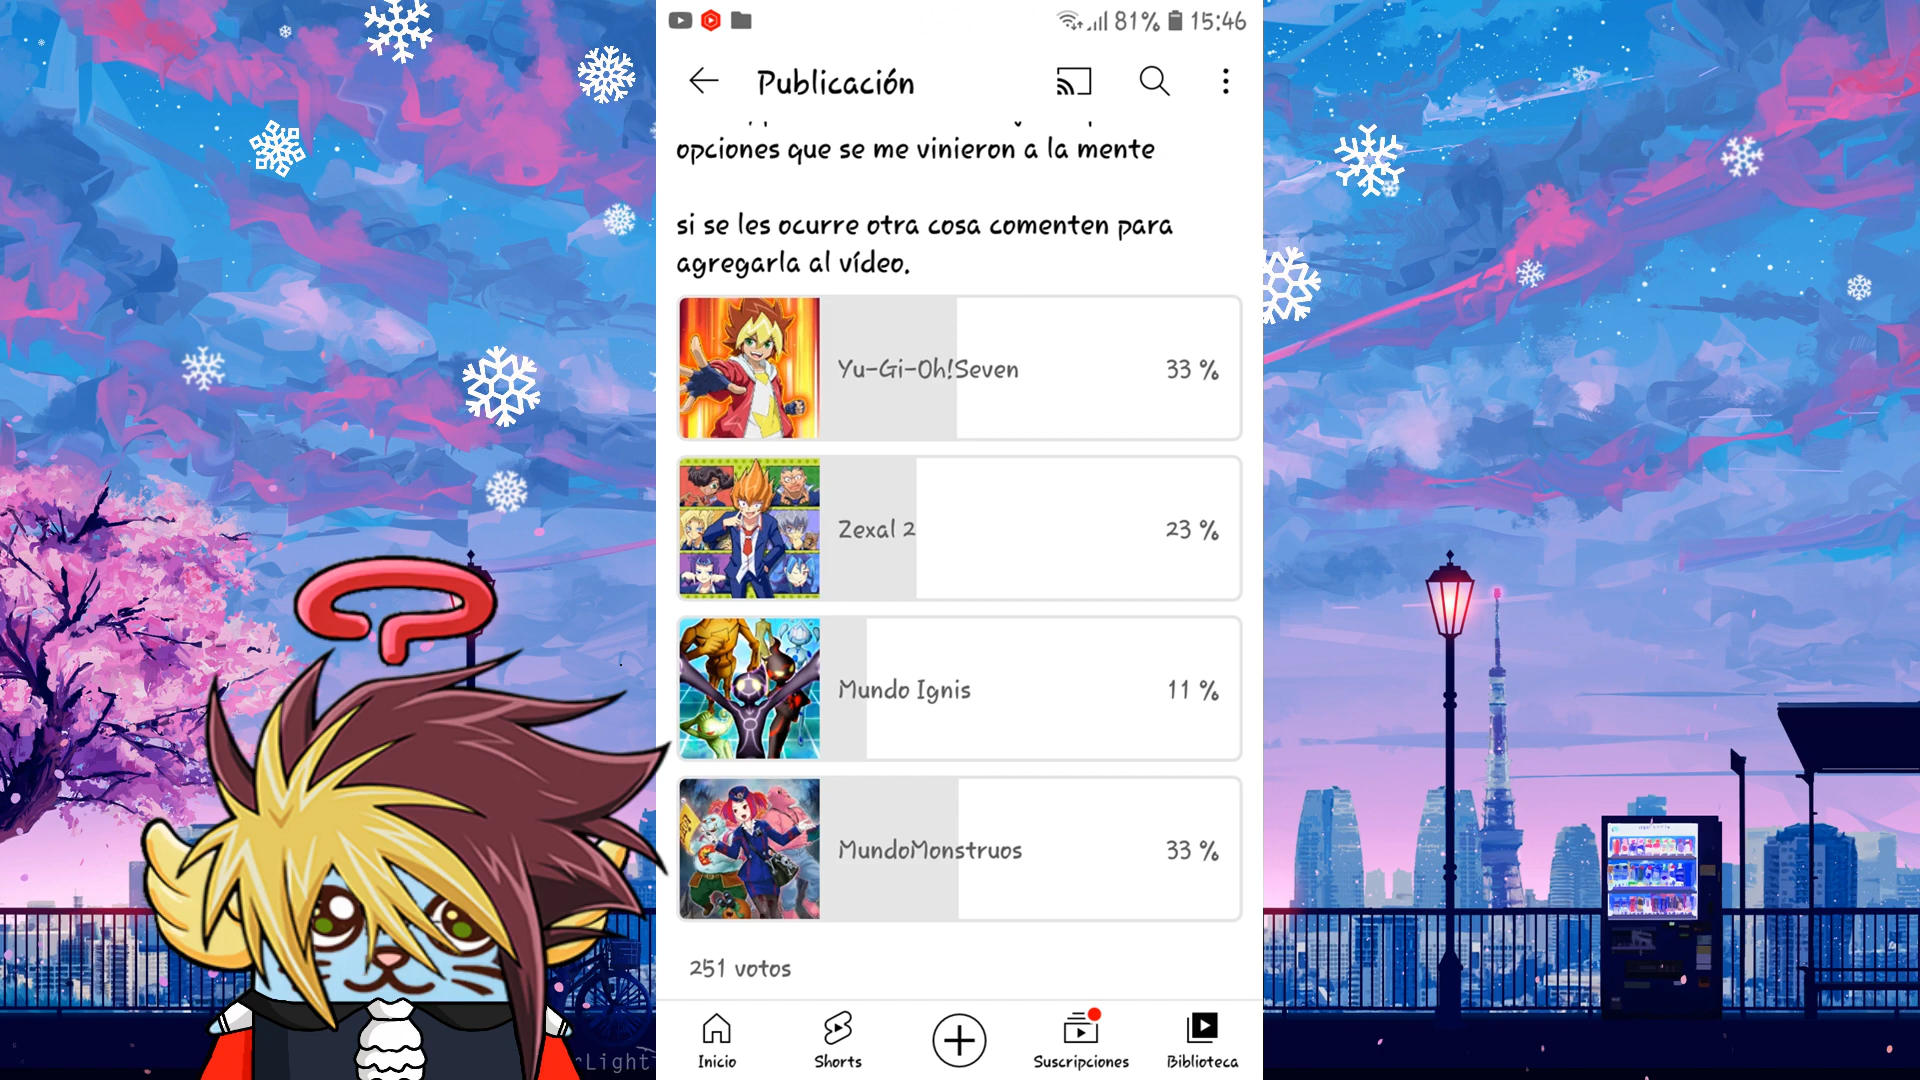 81% 15:46
Publicación
opciones que se me vinieron a la mente
si se les ocurre otra cosa comenten para
agregarla al vídeo.
Yu-Gi-Oh!Seven 33 %
Zexal 2 23 %
Mundo Ignis 11 %
MundoMonstruos 33 %
251 votos
Inicio Shorts Suscripciones Biblioteca
Light